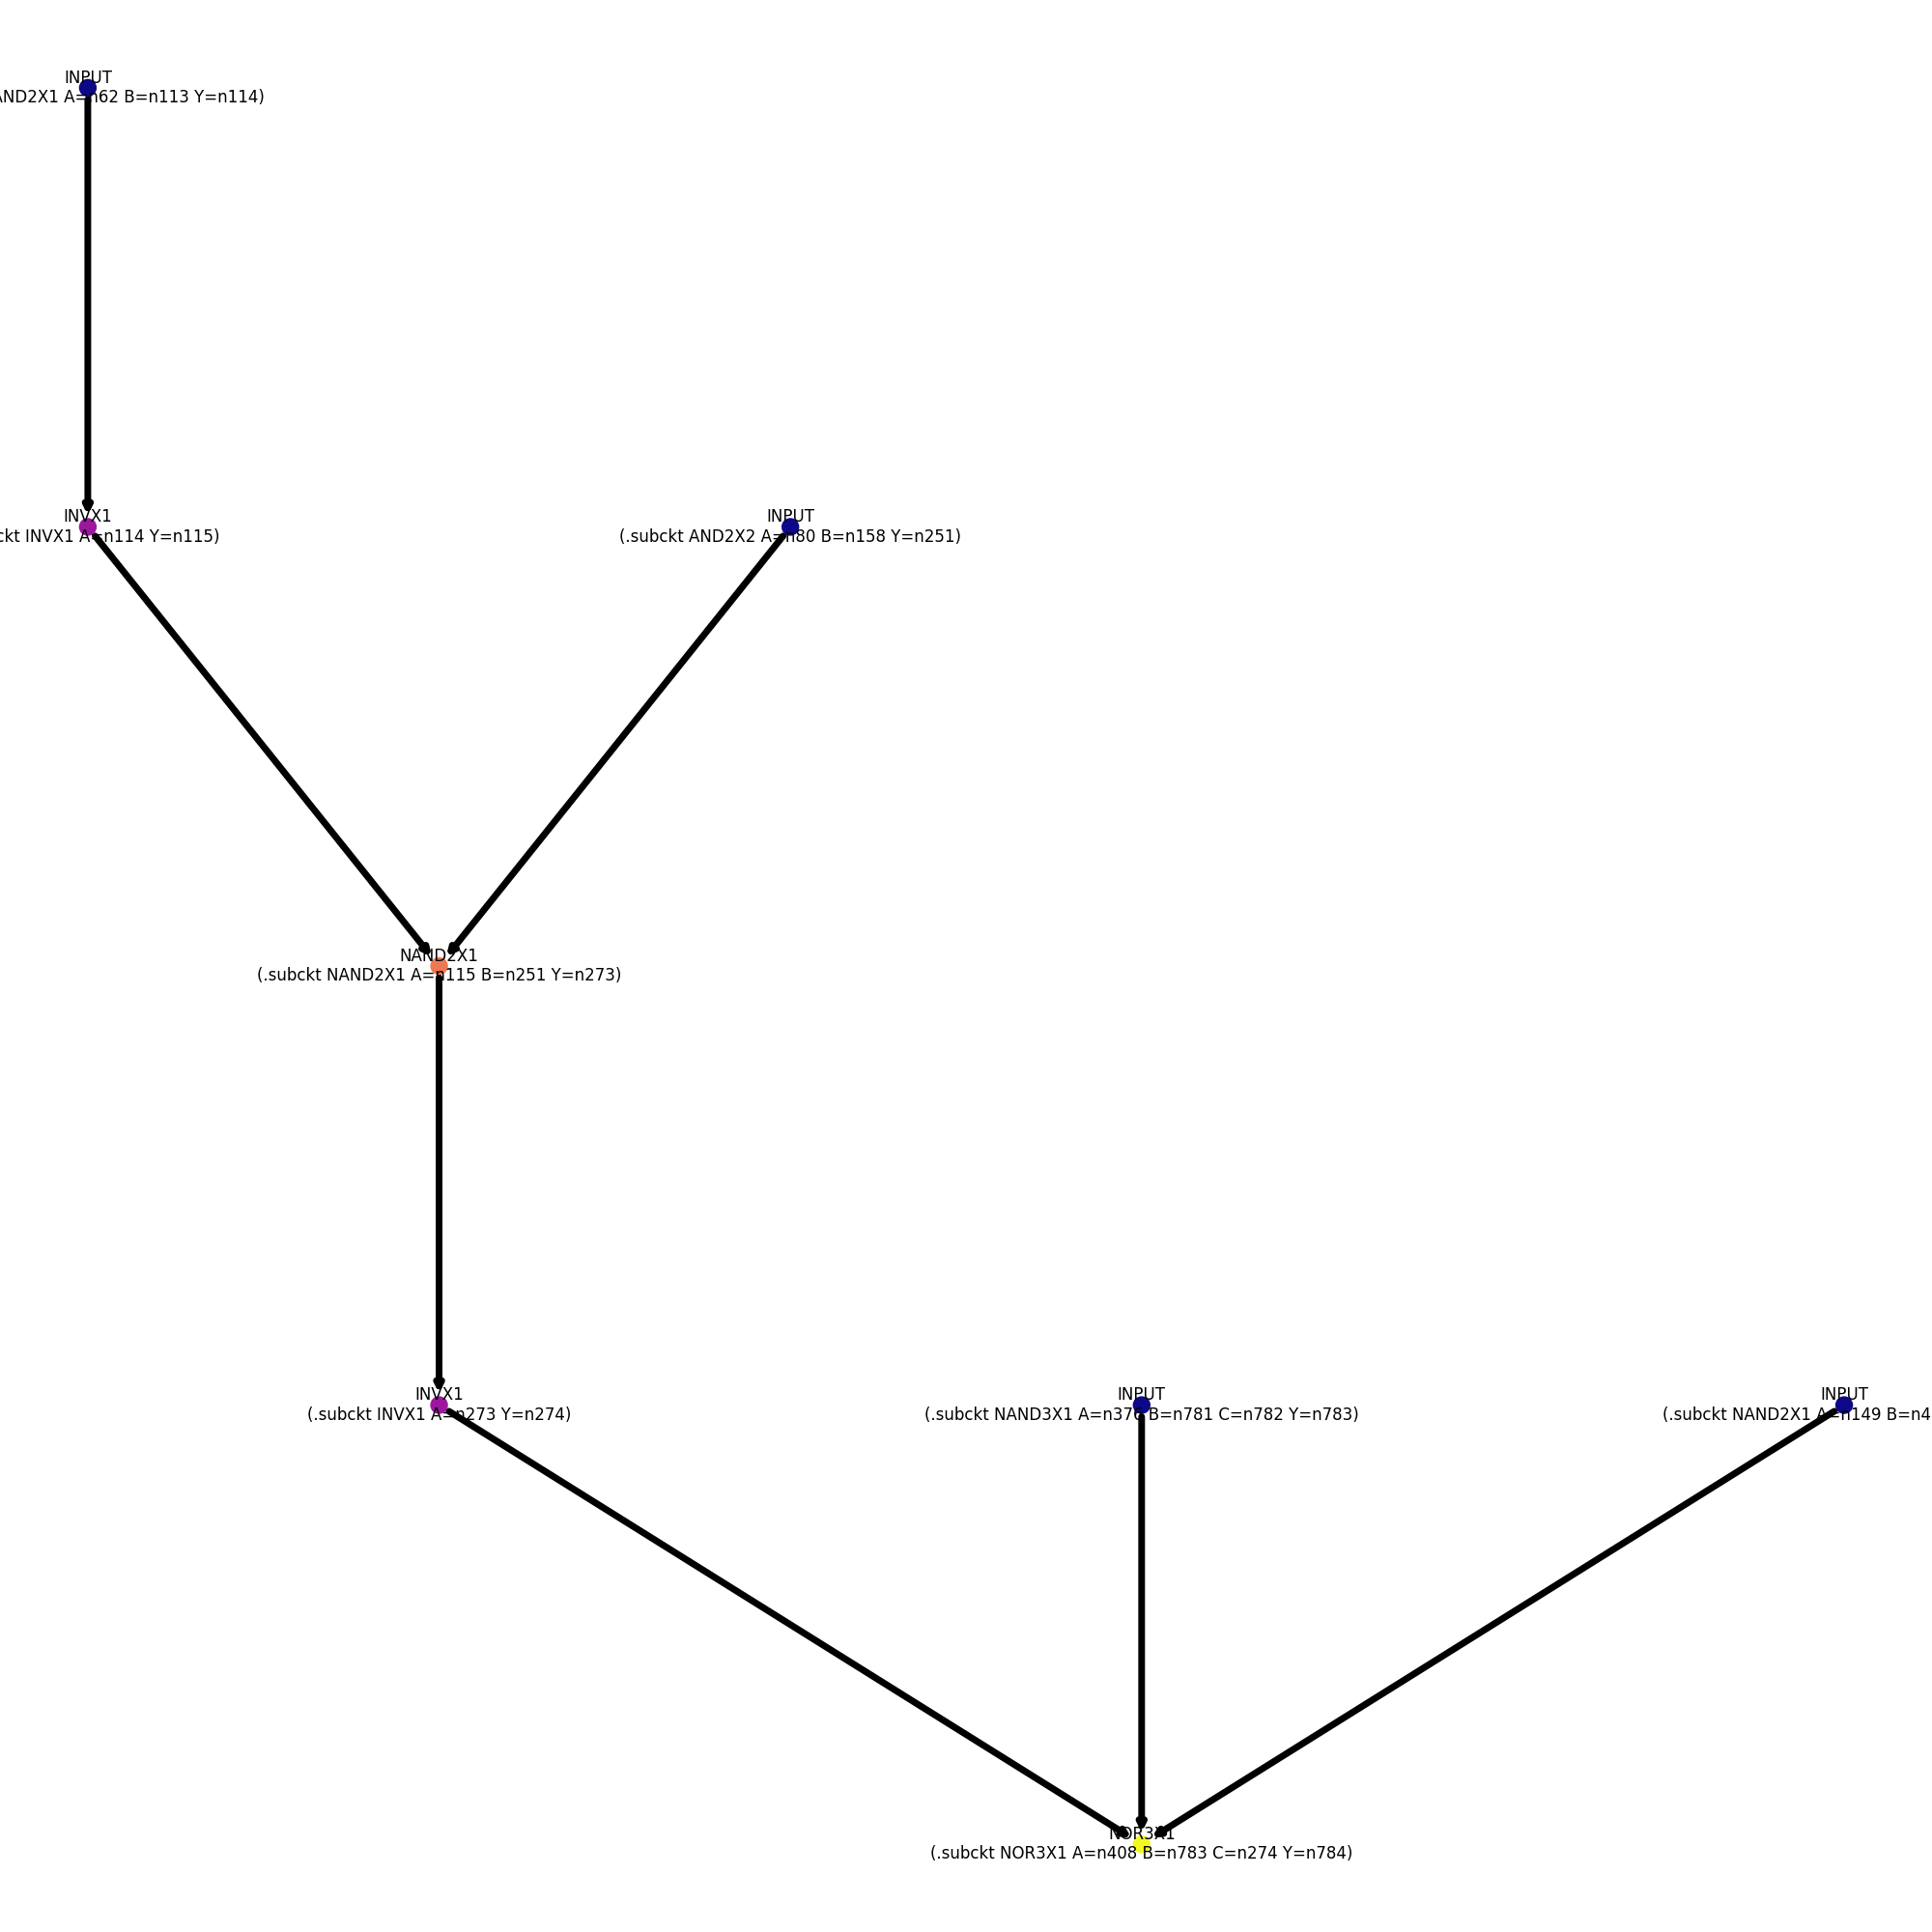 INPUT
AND2X1 A=n62 B=n113 Y=n114)
INVX1
ckt INVX1 A=n114 Y=n115)
INPUT
(.subckt AND2X2 A=n80 B=n158 Y=n251)
NAND2X1
(.subckt NAND2X1 A=n115 B=n251 Y=n273)
INVX1
(.subckt INVX1 A=n273 Y=n274)
INPUT
(.subckt NAND3X1 A=n376 B=n781 C=n782 Y=n783)
INPUT
(.subckt NAND2X1 A=n149 B=n4
NOR3X1
(.subckt NOR3X1 A=n408 B=n783 C=n274 Y=n784)